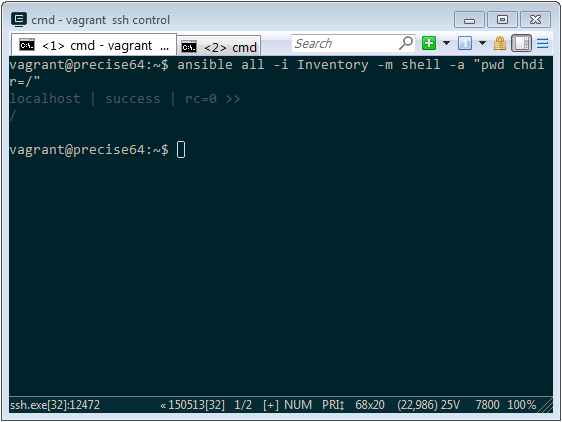 cmd - vagrant  ssh control
<1> cmd - vagrant ...
<2> cmd
Search
vagrant@precise64:~$ ansible all -i Inventory -m shell -a "pwd chdi
r=/"
localhost | success | rc=0 >>
/
vagrant@precise64:~$
ssh.exe[32]:12472 «150513[32] 1/2 [+] NUM PRI‡ 68x20 (22,986) 25V 7800 100%